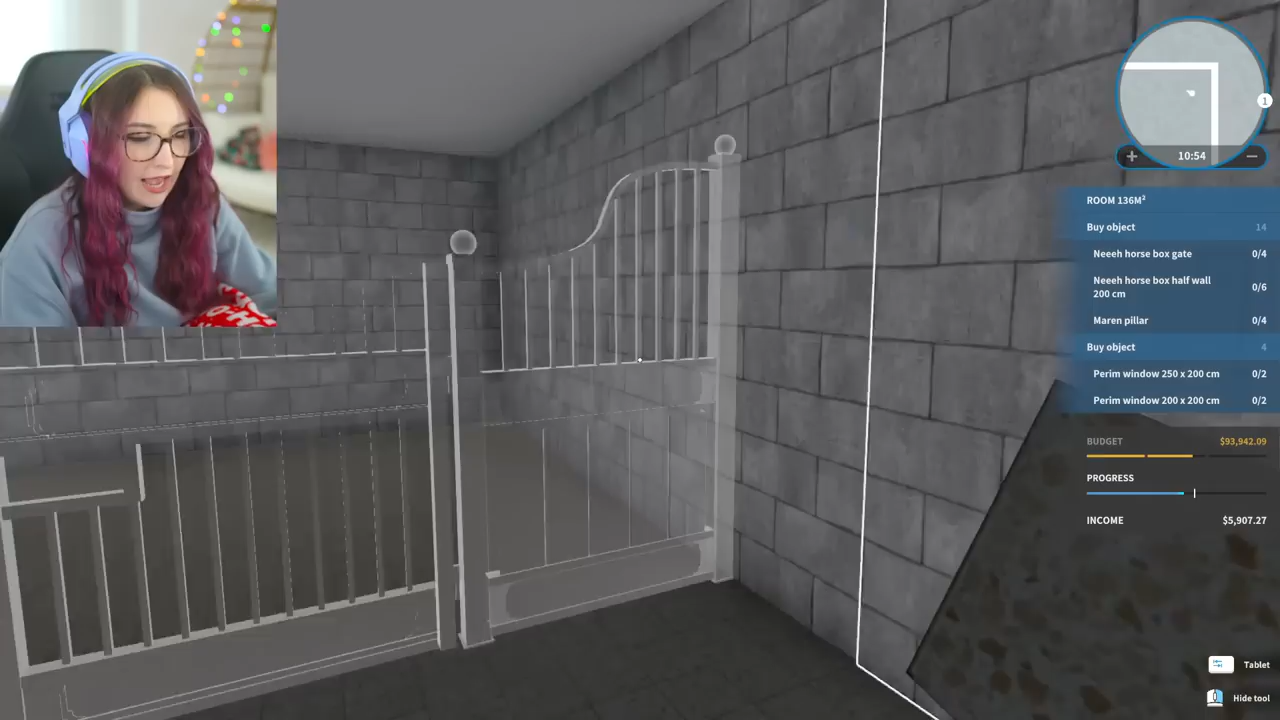 1
10:54
ROOM 136M²
Buy object 14
Neeeh horse box gate 0/4
Neeeh horse box half wall
200 cm 0/6
Maren pillar 0/4
Buy object 4
Perim window 250 x 200 cm 0/2
Perim window 200 x 200 cm 0/2
BUDGET $93,942.09
PROGRESS
INCOME $5,907.27
Tablet
Hide tool